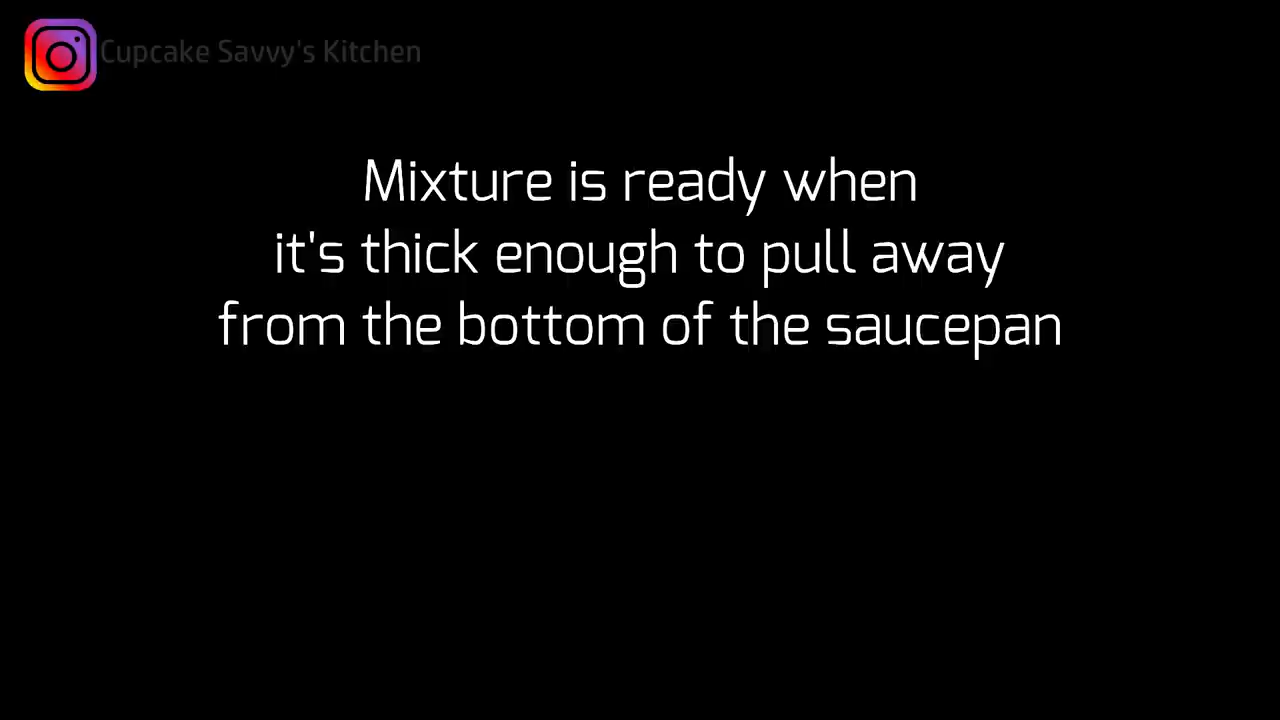 Cupcake Savvy's Kitchen
Mixture is ready when
it's thick enough to pull away
from the bottom of the saucepan